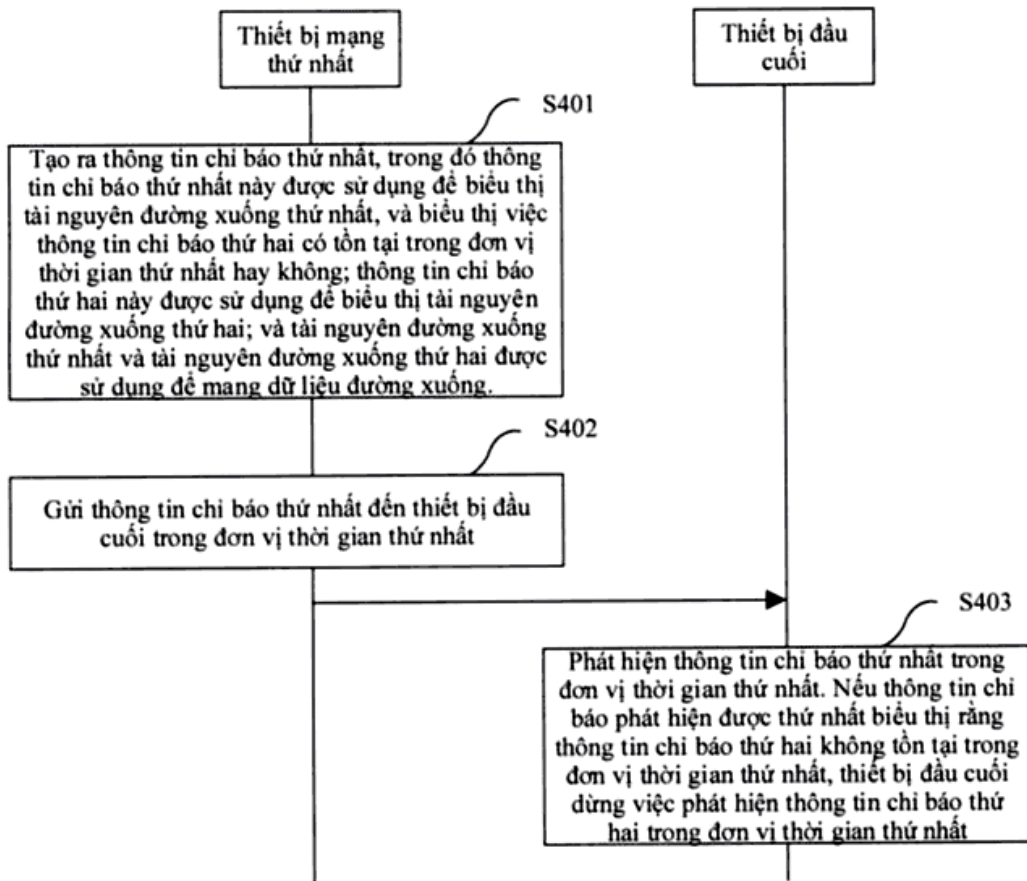 Thiết bị mạng
thứ nhất
Thiết bị đầu
cuối
S401
Tạo ra thông tin chỉ báo thứ nhất, trong đó thông
tin chỉ báo thứ nhất này được sử dụng để biểu thị
tài nguyên đường xuống thứ nhất, và biểu thị việc
thông tin chỉ báo thứ hai có tồn tại trong đơn vị
thời gian thứ nhất hay không; thông tin chỉ báo
thứ hai này được sử dụng để biểu thị tài nguyên
đường xuống thứ hai; và tài nguyên đường xuống
thứ nhất và tài nguyên đường xuống thứ hai được
sử dụng để mang dữ liệu đường xuống.
S402
Gửi thông tin chỉ báo thứ nhất đến thiết bị đầu
cuối trong đơn vị thời gian thứ nhất
S403
Phát hiện thông tin chỉ báo thứ nhất trong
đơn vị thời gian thứ nhất. Nếu thông tin chỉ
báo phát hiện được thứ nhất biểu thị rằng
thông tin chỉ báo thứ hai không tồn tại trong
đơn vị thời gian thứ nhất, thiết bị đầu cuối
dừng việc phát hiện thông tin chỉ báo thứ
hai trong đơn vị thời gian thứ nhất